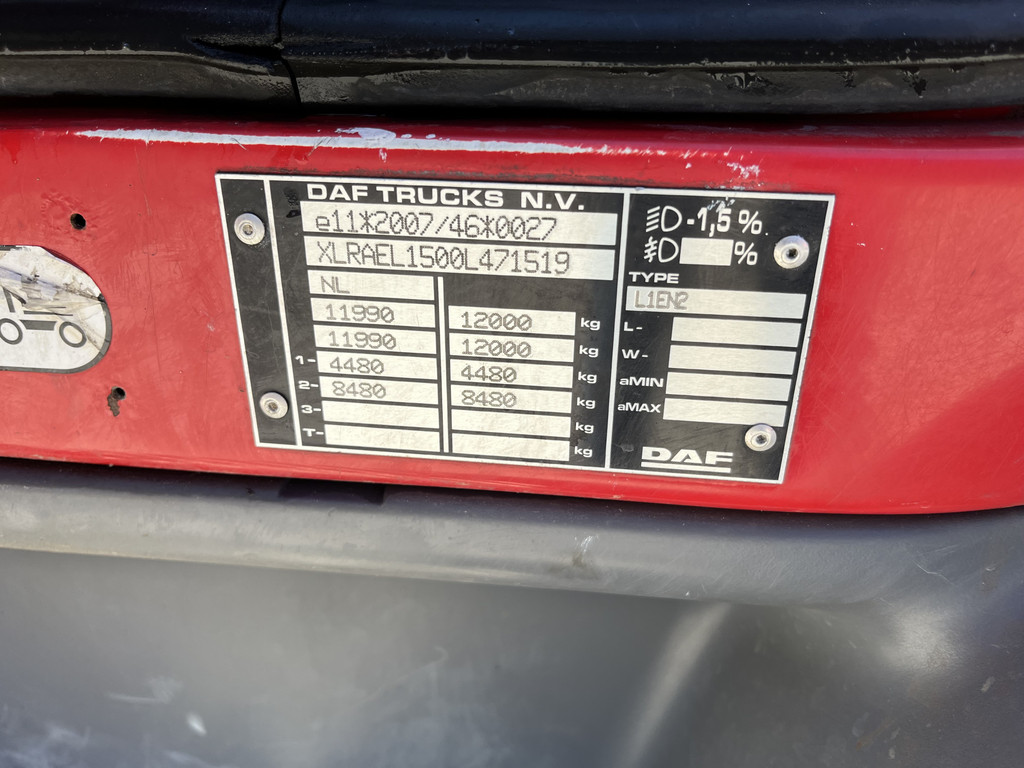 DAF TRUCKS N.V.
e11*2007/46*0027
XLRAEL1500L471519
NL
11990 12000 kg
11990 12000 kg
1- 4480 4480 kg
2- 8480 8480 kg
3- kg
T- kg
-1,5 %
%
TYPE
L1EN2
L-
W-
aMIN
aMAX
DAF